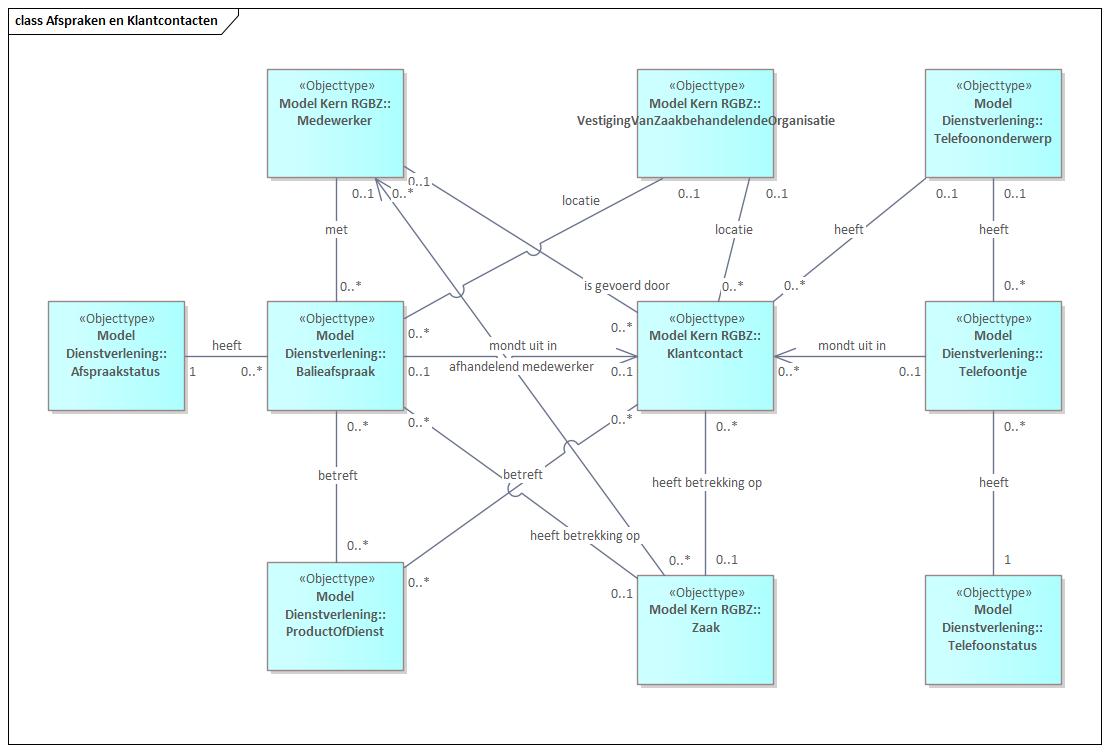 class Afspraken en Klantcontacten
«Objecttype»
Model Kern RGBZ::
Medewerker
«Objecttype»
Model Kern RGBZ::
VestigingVanZaakbehandelendeOrganisatie
«Objecttype»
Model
Dienstverlening::
Telefoononderwerp
0..1
0..1
0..*
0..1
0..1
0..1
0..1
locatie
met
locatie
heeft
heeft
0..*
is gevoerd door
0..*
0..*
0..*
«Objecttype»
Model
Dienstverlening::
Afspraakstatus
«Objecttype»
Model
Dienstverlening::
Balieafspraak
«Objecttype»
Model Kern RGBZ::
Klantcontact
«Objecttype»
Model
Dienstverlening::
Telefoontje
0..*
0..*
heeft
mondt uit in
mondt uit in
afhandelend medewerker
1
0..*
0..1
0..1
0..*
0..1
0..*
0..*
0..*
0..*
0..*
betreft
betreft
heeft betrekking op
heeft
heeft betrekking op
0..*
0..*
0..1
1
«Objecttype»
Model
Dienstverlening::
ProductOfDienst
0..*
0..1
«Objecttype»
Model Kern RGBZ::
Zaak
«Objecttype»
Model
Dienstverlening::
Telefoonstatus